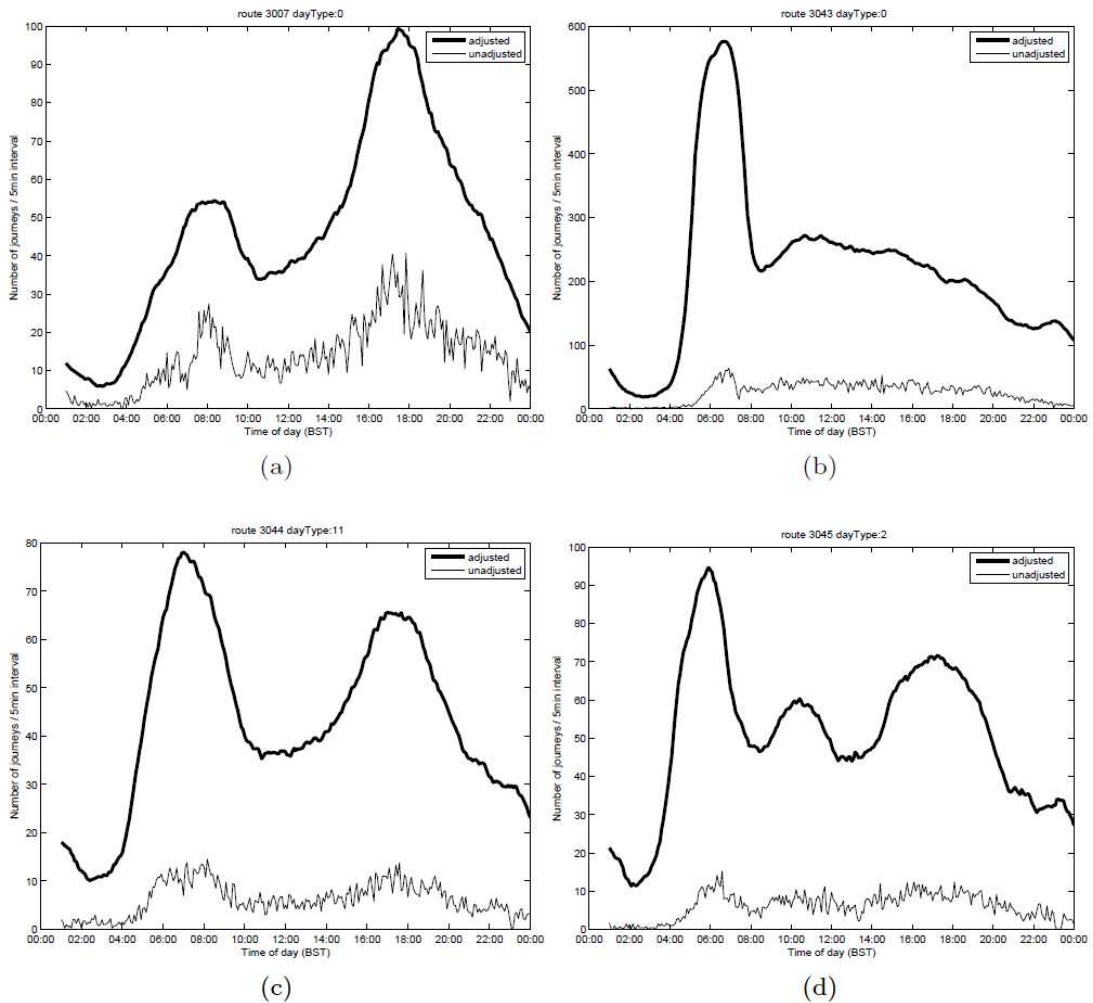 route 3007 dayType:0
adjusted
unadjusted
Number of journeys / 5min interval
100
90
80
70
60
50
40
30
20
10
0
00:00 02:00 04:00 06:00 08:00 10:00 12:00 14:00 16:00 18:00 20:00 22:00 00:00
Time of day (BST)
(a)
route 3043 dayType:0
adjusted
unadjusted
Number of journeys / 5min interval
600
500
400
300
200
100
0
00:00 02:00 04:00 06:00 08:00 10:00 12:00 14:00 16:00 18:00 20:00 22:00 00:00
Time of day (BST)
(b)
route 3044 dayType:11
adjusted
unadjusted
Number of journeys / 5min interval
80
70
60
50
40
30
20
10
0
00:00 02:00 04:00 06:00 08:00 10:00 12:00 14:00 16:00 18:00 20:00 22:00 00:00
Time of day (BST)
(c)
route 3045 dayType:2
adjusted
unadjusted
Number of journeys / 5min interval
100
90
80
70
60
50
40
30
20
10
0
00:00 02:00 04:00 06:00 08:00 10:00 12:00 14:00 16:00 18:00 20:00 22:00 00:00
Time of day (BST)
(d)